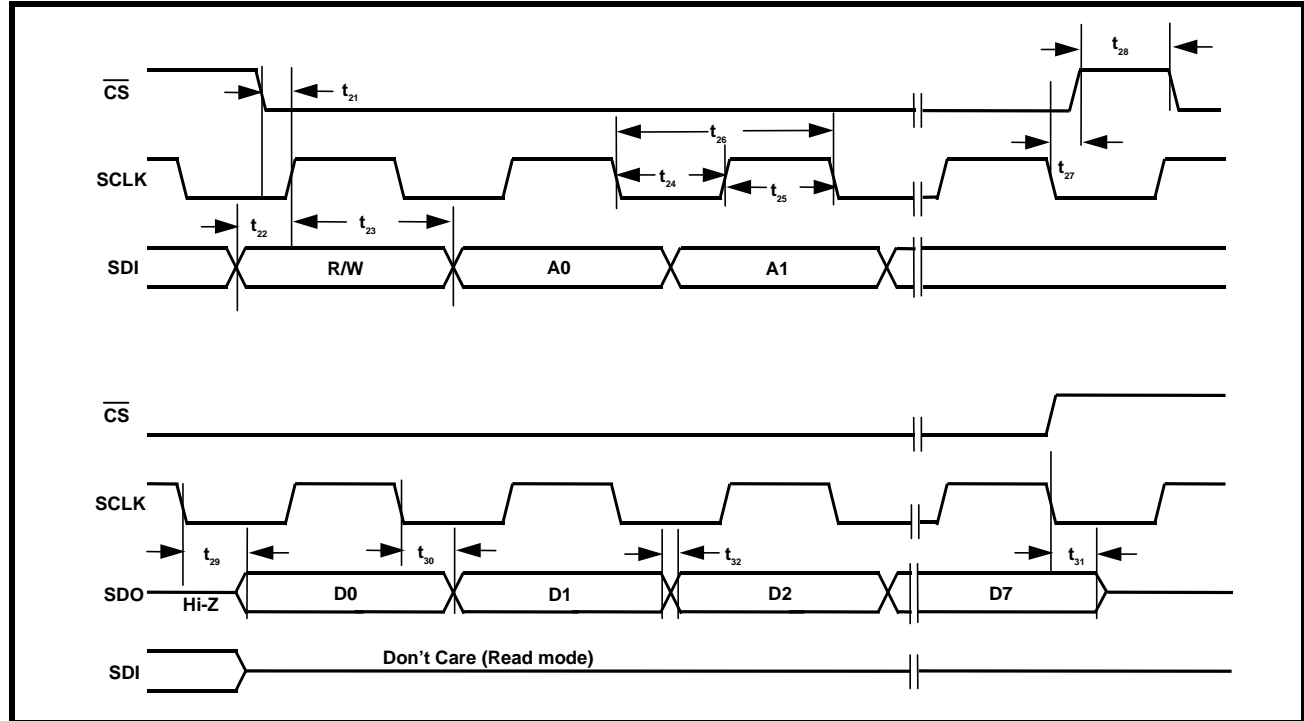 t28
CS
t21
t26
SCLK
t24
t25
t27
t22
t23
SDI
R/W
A0
A1
CS
SCLK
t29
t30
t32
t31
SDO
Hi-Z
D0
D1
D2
D7
Don't Care (Read mode)
SDI